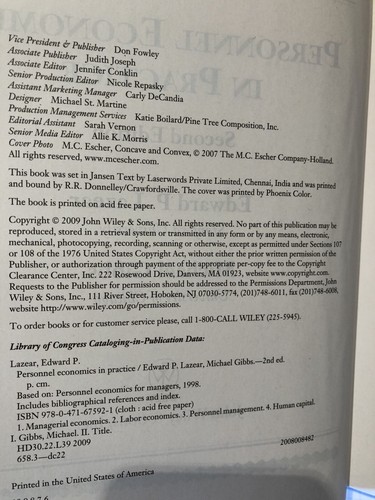 Vice President & Publisher Don Fowley
Associate Publisher Judith Joseph
Associate Editor Jennifer Conklin
Senior Production Editor Nicole Repasky
Assistant Marketing Manager Carly DeCandia
Designer Michael St. Martine
Production Management Services Katie Boilard/Pine Tree Composition, Inc.
Editorial Assistant Sarah Vernon
Senior Media Editor Allie K. Morris
Cover Photo M.C. Escher, Concave and Convex, © 2007 The M.C. Escher Company-Holland.
All rights reserved, www.mcescher.com.
This book was set in Jansen Text by Laserwords Private Limited, Chennai, India and was printed
and bound by R.R. Donnelley/Crawfordsville. The cover was printed by Phoenix Color.
The book is printed on acid free paper.
Copyright © 2009 John Wiley & Sons, Inc. All rights reserved. No part of this publication may be
reproduced, stored in a retrieval system or transmitted in any form or by any means, electronic,
mechanical, photocopying, recording, scanning or otherwise, except as permitted under Sections 107
or 108 of the 1976 United States Copyright Act, without either the prior written permission of the
Publisher, or authorization through payment of the appropriate per-copy fee to the Copyright
Clearance Center, Inc. 222 Rosewood Drive, Danvers, MA 01923, website www.copyright.com.
Requests to the Publisher for permission should be addressed to the Permissions Department, John
Wiley & Sons, Inc., 111 River Street, Hoboken, NJ 07030-5774, (201)748-6011, fax (201)748-6008,
website http://www.wiley.com/go/permissions.
To order books or for customer service please, call 1-800-CALL WILEY (225-5945).
Library of Congress Cataloging-in-Publication Data:
Lazear, Edward P.
Personnel economics in practice / Edward P. Lazear, Michael Gibbs.—2nd ed.
p. cm.
Based on: Personnel economics for managers, 1998.
Includes bibliographical references and index.
ISBN 978-0-471-67592-1 (cloth : acid free paper)
1. Managerial economics. 2. Labor economics. 3. Personnel management. 4. Human capital.
I. Gibbs, Michael. II. Title.
HD30.22.L39 2009
658.3—dc22 2008008482
Printed in the United States of America